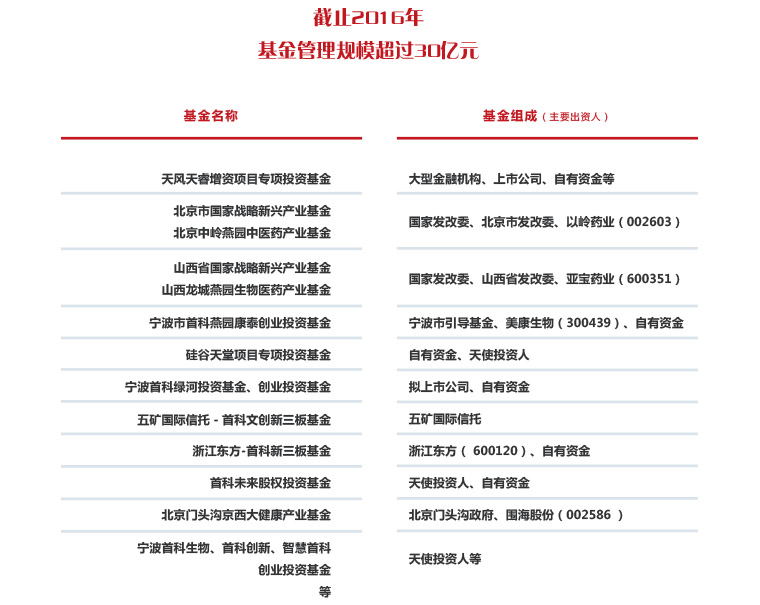 截止2016年
基金管理规模超过30亿元
基金名称
基金组成（主要出资人）
天风天睿增资项目专项投资基金
大型金融机构、上市公司、自有资金等
北京市国家战略新兴产业基金
北京中岭燕园中医药产业基金
国家发改委、北京市发改委、以岭药业（002603）
山西省国家战略新兴产业基金
山西龙城燕园生物医药产业基金
国家发改委、山西省发改委、亚宝药业（600351）
宁波市首科燕园康泰创业投资基金
宁波市引导基金、美康生物（300439）、自有资金
硅谷天堂项目专项投资基金
自有资金、天使投资人
宁波首科绿河投资基金、创业投资基金
拟上市公司、自有资金
五矿国际信托 - 首科文创新三板基金
五矿国际信托
浙江东方-首科新三板基金
浙江东方（ 600120）、自有资金
首科未来股权投资基金
天使投资人、自有资金
北京门头沟京西大健康产业基金
北京门头沟政府、围海股份（002586 ）
宁波首科生物、首科创新、智慧首科
创业投资基金
等
天使投资人等